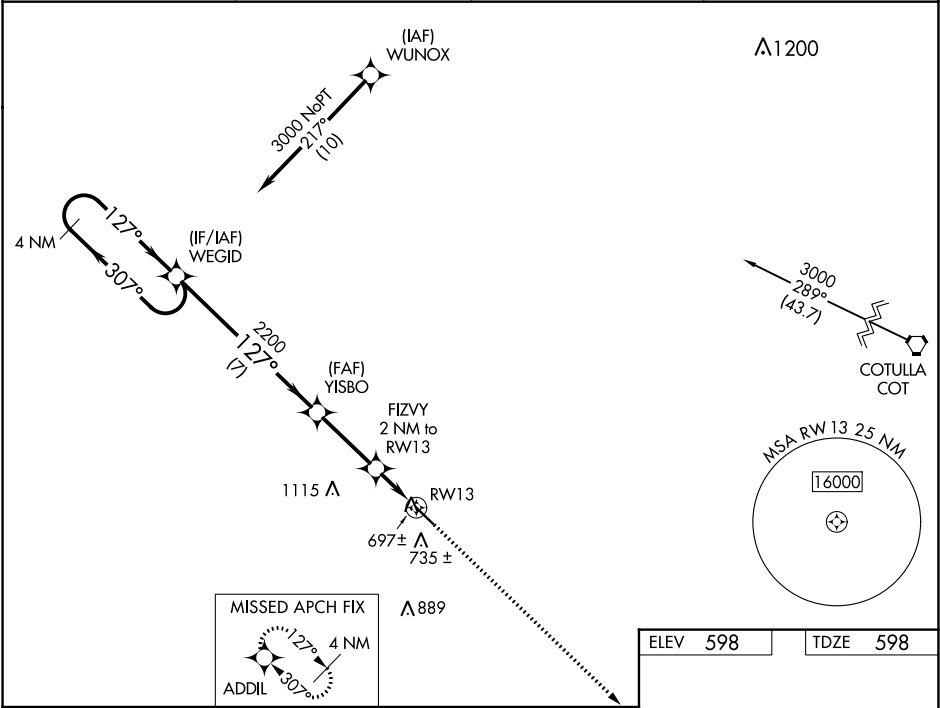 (IAF)
WUNOX
1200
3000 NoPT
217°
(10)
4 NM
127°
307°
(IF/IAF)
WEGID
2200
127°
(7)
(FAF)
YISBO
FIZVY
2 NM to
RW13
1115
RW13
697±
735 ±
889
3000
289°
(43.7)
COTULLA
COT
MSA RW 13 25 NM
16000
MISSED APCH FIX
127°
4 NM
307°
ADDIL
ELEV 598
TDZE 598